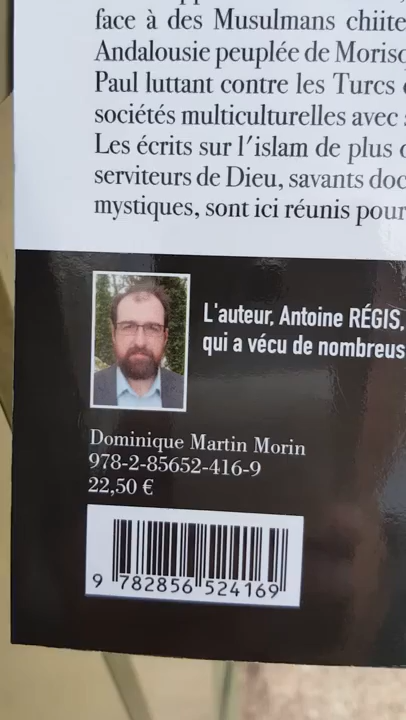 face à des Musulmans chiite
Andalousie peuplée de Morisc
Paul luttant contre les Turcs
sociétés multiculturelles avec
Les écrits sur l'islam de plus
serviteurs de Dieu, savants doc
mystiques, sont ici réunis pour
L'auteur, Antoine RÉGIS,
qui a vécu de nombreus
Dominique Martin Morin
978-2-85652-416-9
22,50 €
9 782856 524169